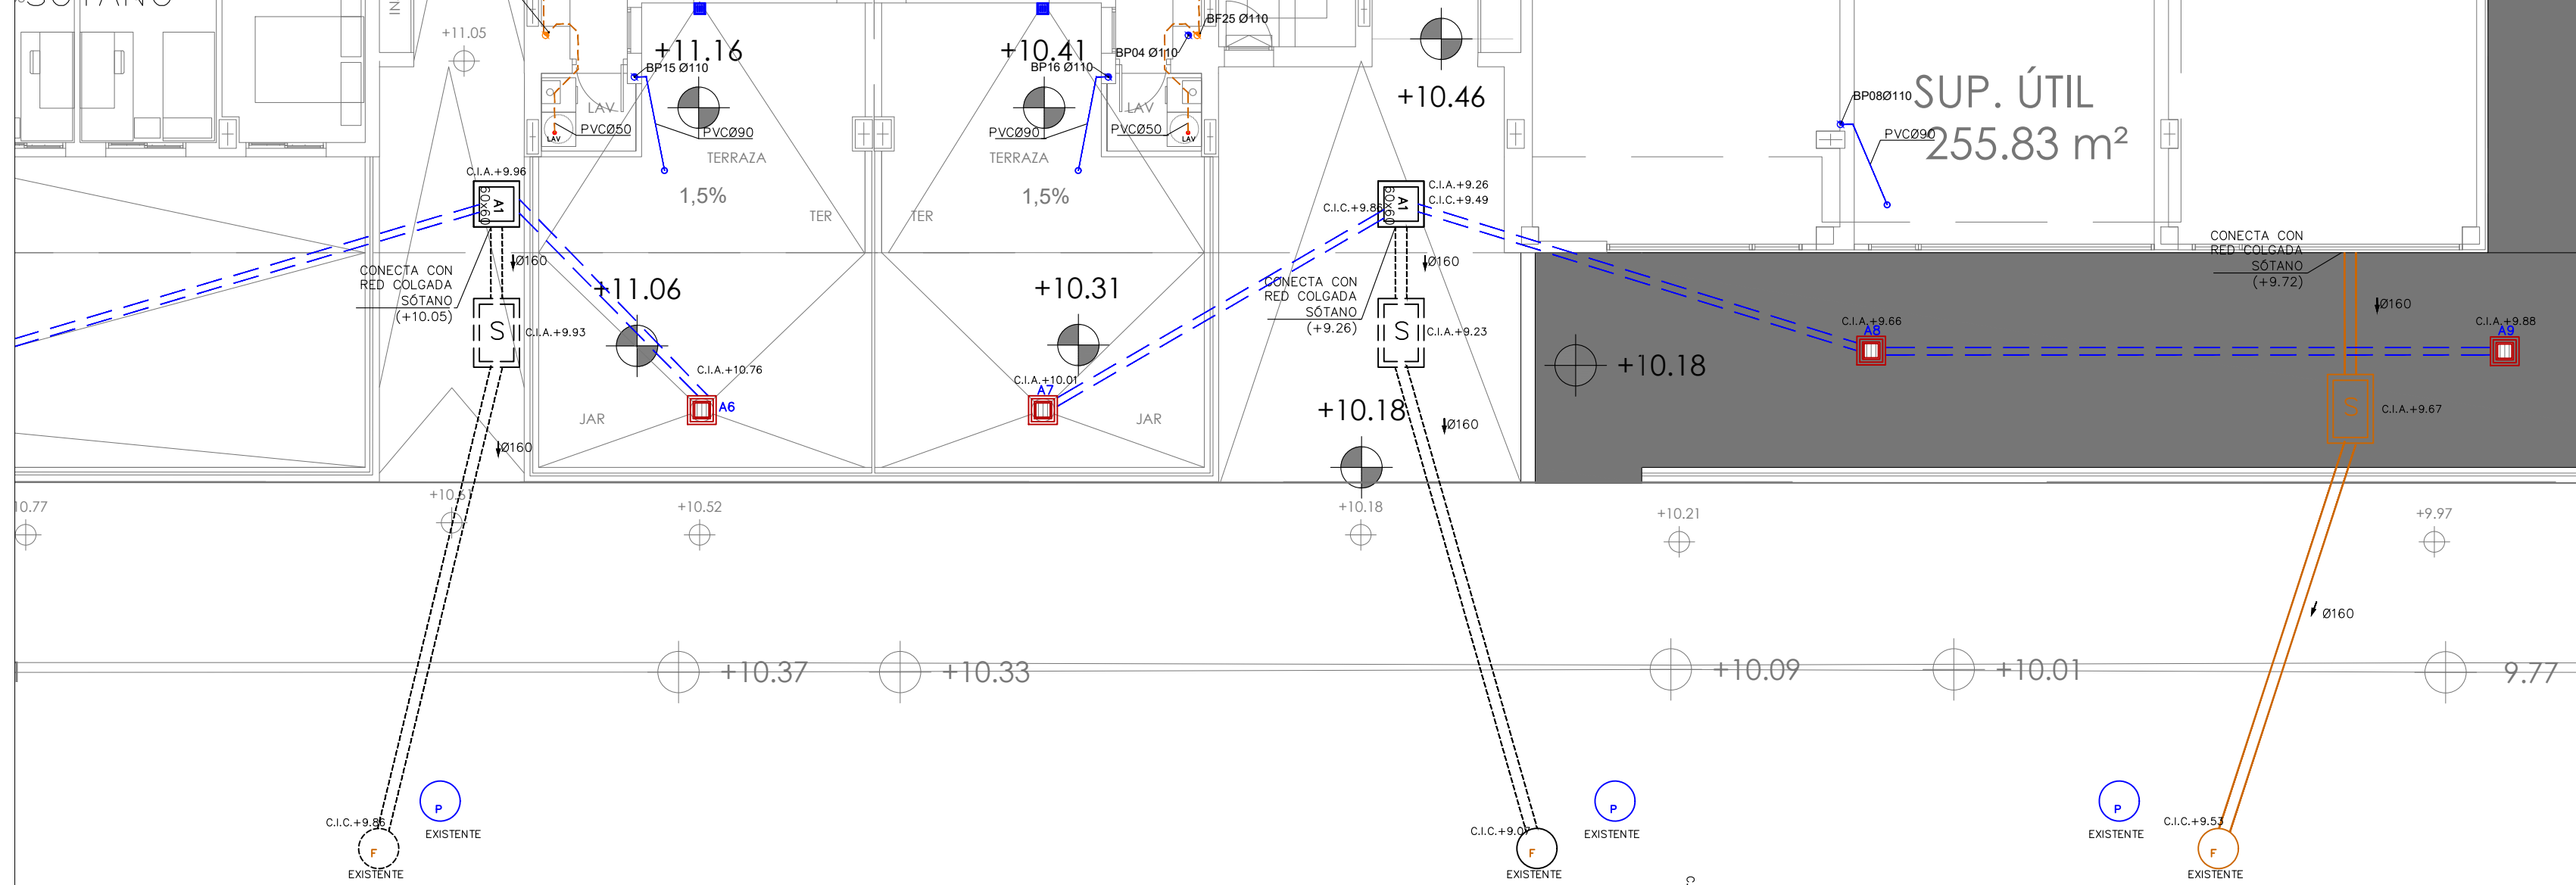 SÓTANO
+11.05
+11.16
BP15 Ø110
LAV
LAV
PVCØ50
PVCØ90
TERRAZA
1,5%
TER
+10.41
BP16 Ø110
BP04 Ø110
BF25 Ø110
LAV
LAV
PVCØ90
PVCØ50
TERRAZA
1,5%
TER
+10.46
BP08Ø110
PVCØ90
SUP. ÚTIL
255.83 m²
C.I.A.+9.96
60x60
A1
Ø160
CONECTA CON
RED COLGADA
SÓTANO
(+10.05)
S
C.I.A.+9.93
Ø160
+11.06
C.I.A.+10.76
A6
JAR
+10.31
C.I.A.+10.01
A7
JAR
C.I.A.+9.26
C.I.C.+9.49
C.I.C.+9.86
60x60
A1
Ø160
CONECTA CON
RED COLGADA
SÓTANO
(+9.26)
S
C.I.A.+9.23
+10.18
Ø160
+10.18
C.I.A.+9.66
A8
CONECTA CON
RED COLGADA
SÓTANO
(+9.72)
Ø160
C.I.A.+9.88
A9
S
C.I.A.+9.67
10.77
+10.52
+10.18
+10.21
+9.97
Ø160
+10.37
+10.33
+10.09
+10.01
9.77
P
EXISTENTE
P
EXISTENTE
P
EXISTENTE
C.I.C.+9.86
F
EXISTENTE
F
EXISTENTE
C.I.C.+9.53
F
EXISTENTE